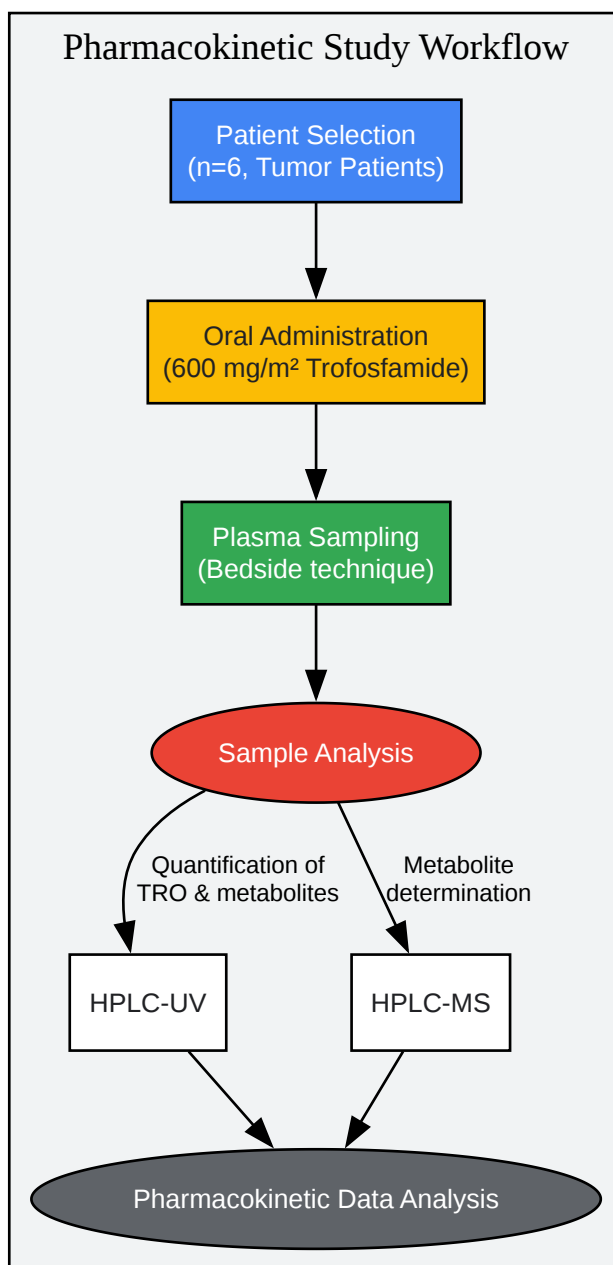 Pharmacokinetic Study Workflow
Patient Selection
(n=6, Tumor Patients)
Oral Administration
(600 mg/m² Trofosfamide)
Plasma Sampling
(Bedside technique)
Sample Analysis
Quantification of
TRO & metabolites
Metabolite
determination
HPLC-UV
HPLC-MS
Pharmacokinetic Data Analysis